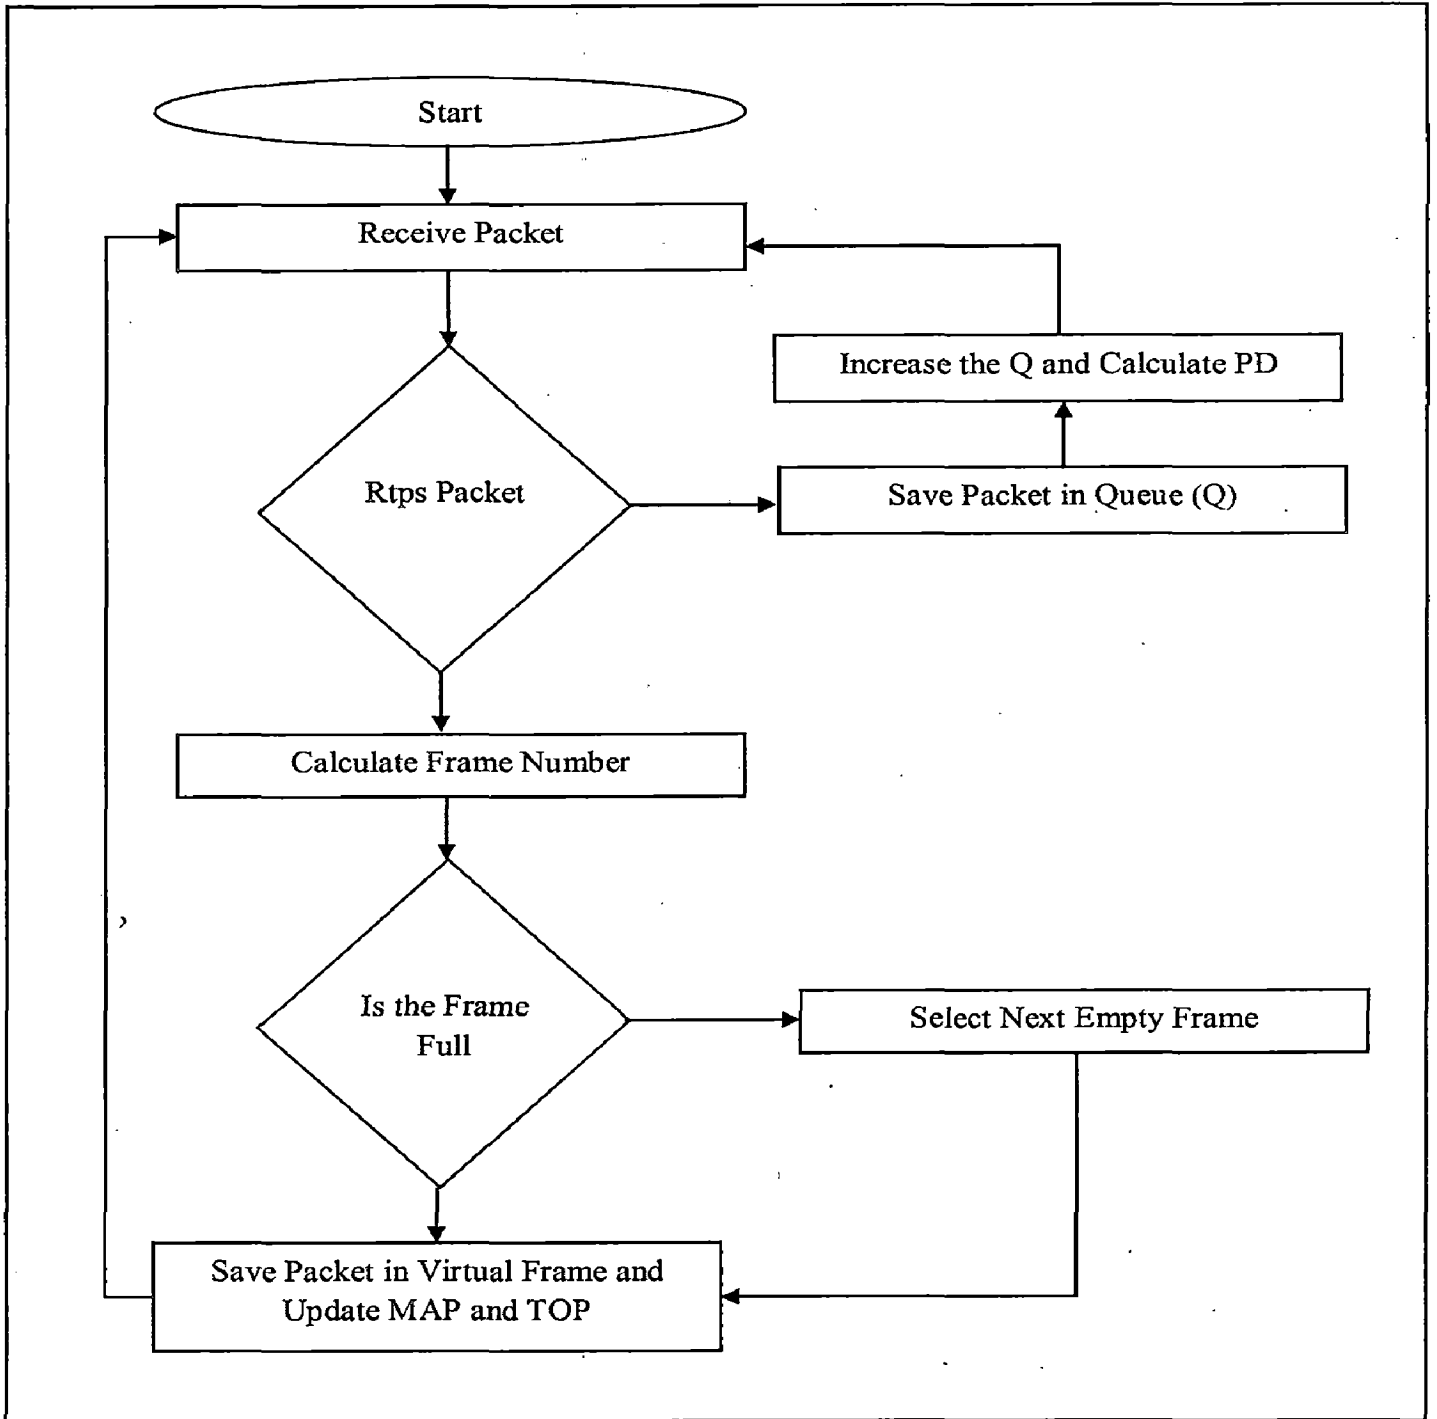 Start
Receive Packet
Increase the Q and Calculate PD
Rtps Packet
Save Packet in Queue (Q)
Calculate Frame Number
Is the Frame
Full
Select Next Empty Frame
Save Packet in Virtual Frame and
Update MAP and TOP